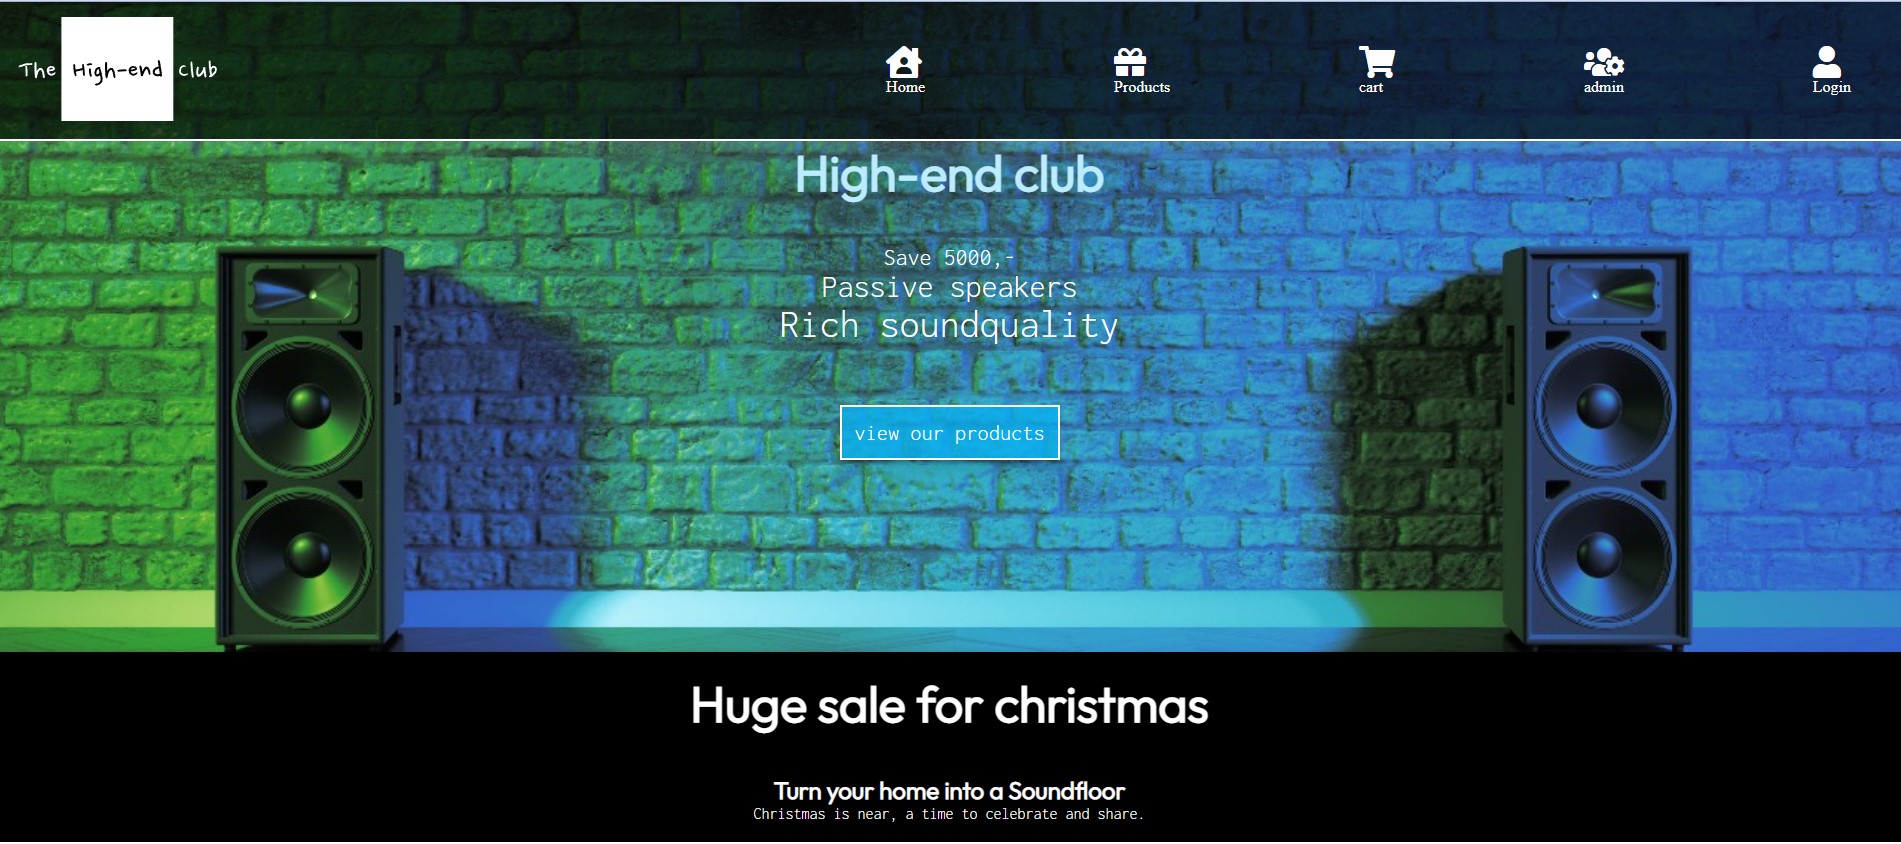 The High-end Club
Home
Products
cart
admin
Login
High-end club
Save 5000,-
Passive speakers
Rich soundquality
view our products
Huge sale for christmas
Turn your home into a Soundfloor
Christmas is near, a time to celebrate and share.